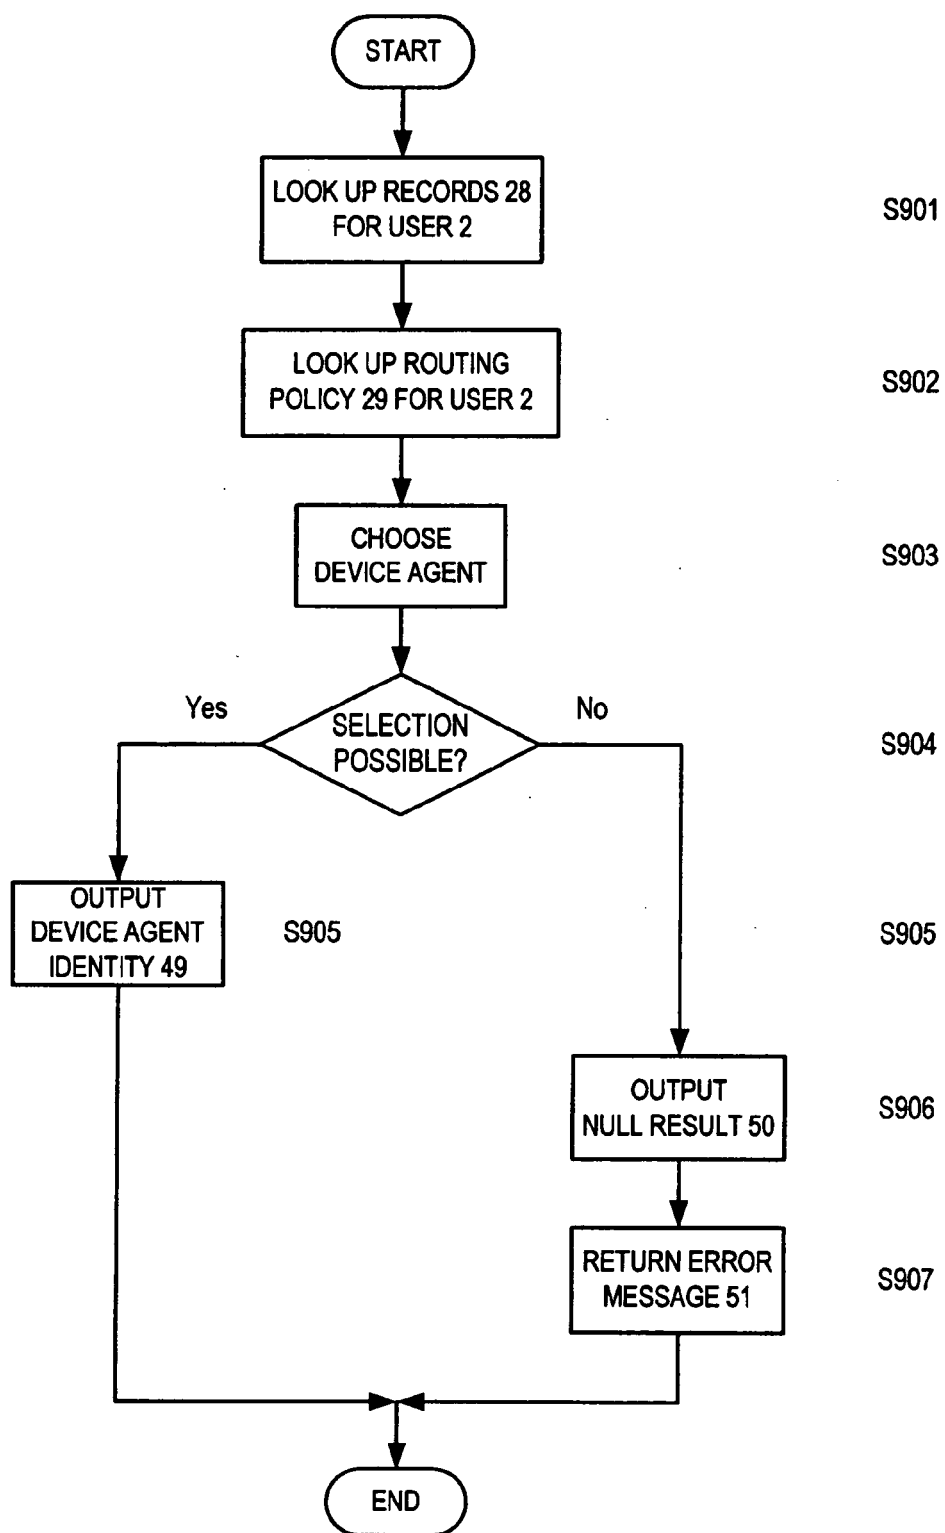 START
LOOK UP RECORDS 28
FOR USER 2
S901
LOOK UP ROUTING
POLICY 29 FOR USER 2
S902
CHOOSE
DEVICE AGENT
S903
Yes
SELECTION
POSSIBLE?
No
S904
OUTPUT
DEVICE AGENT
IDENTITY 49
S905
S905
OUTPUT
NULL RESULT 50
S906
RETURN ERROR
MESSAGE 51
S907
END